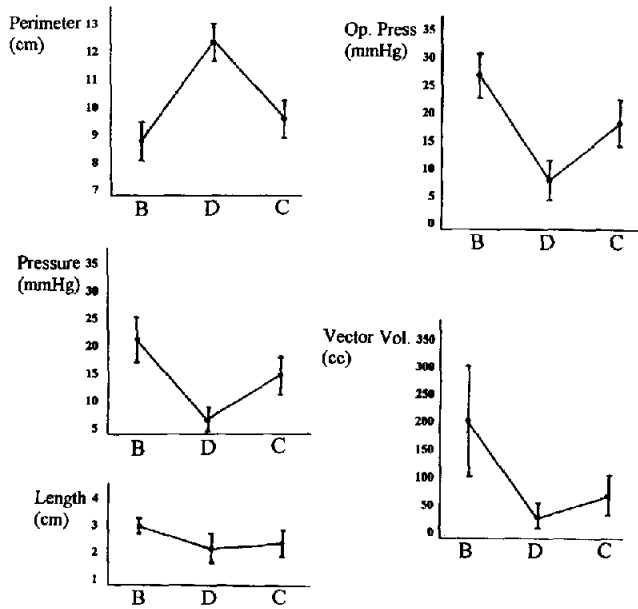 Perimeter 13
(cm) 12
11
10
9
8
7
B D C
Op. Press 35
(mmHg) 30
25
20
15
10
5
0
B D C
Pressure 35
(mmHg) 30
25
20
15
10
5
B D C
Vector Vol. 350
(cc) 300
250
200
150
100
50
0
B D C
Length 4
(cm) 3
2
1
B D C